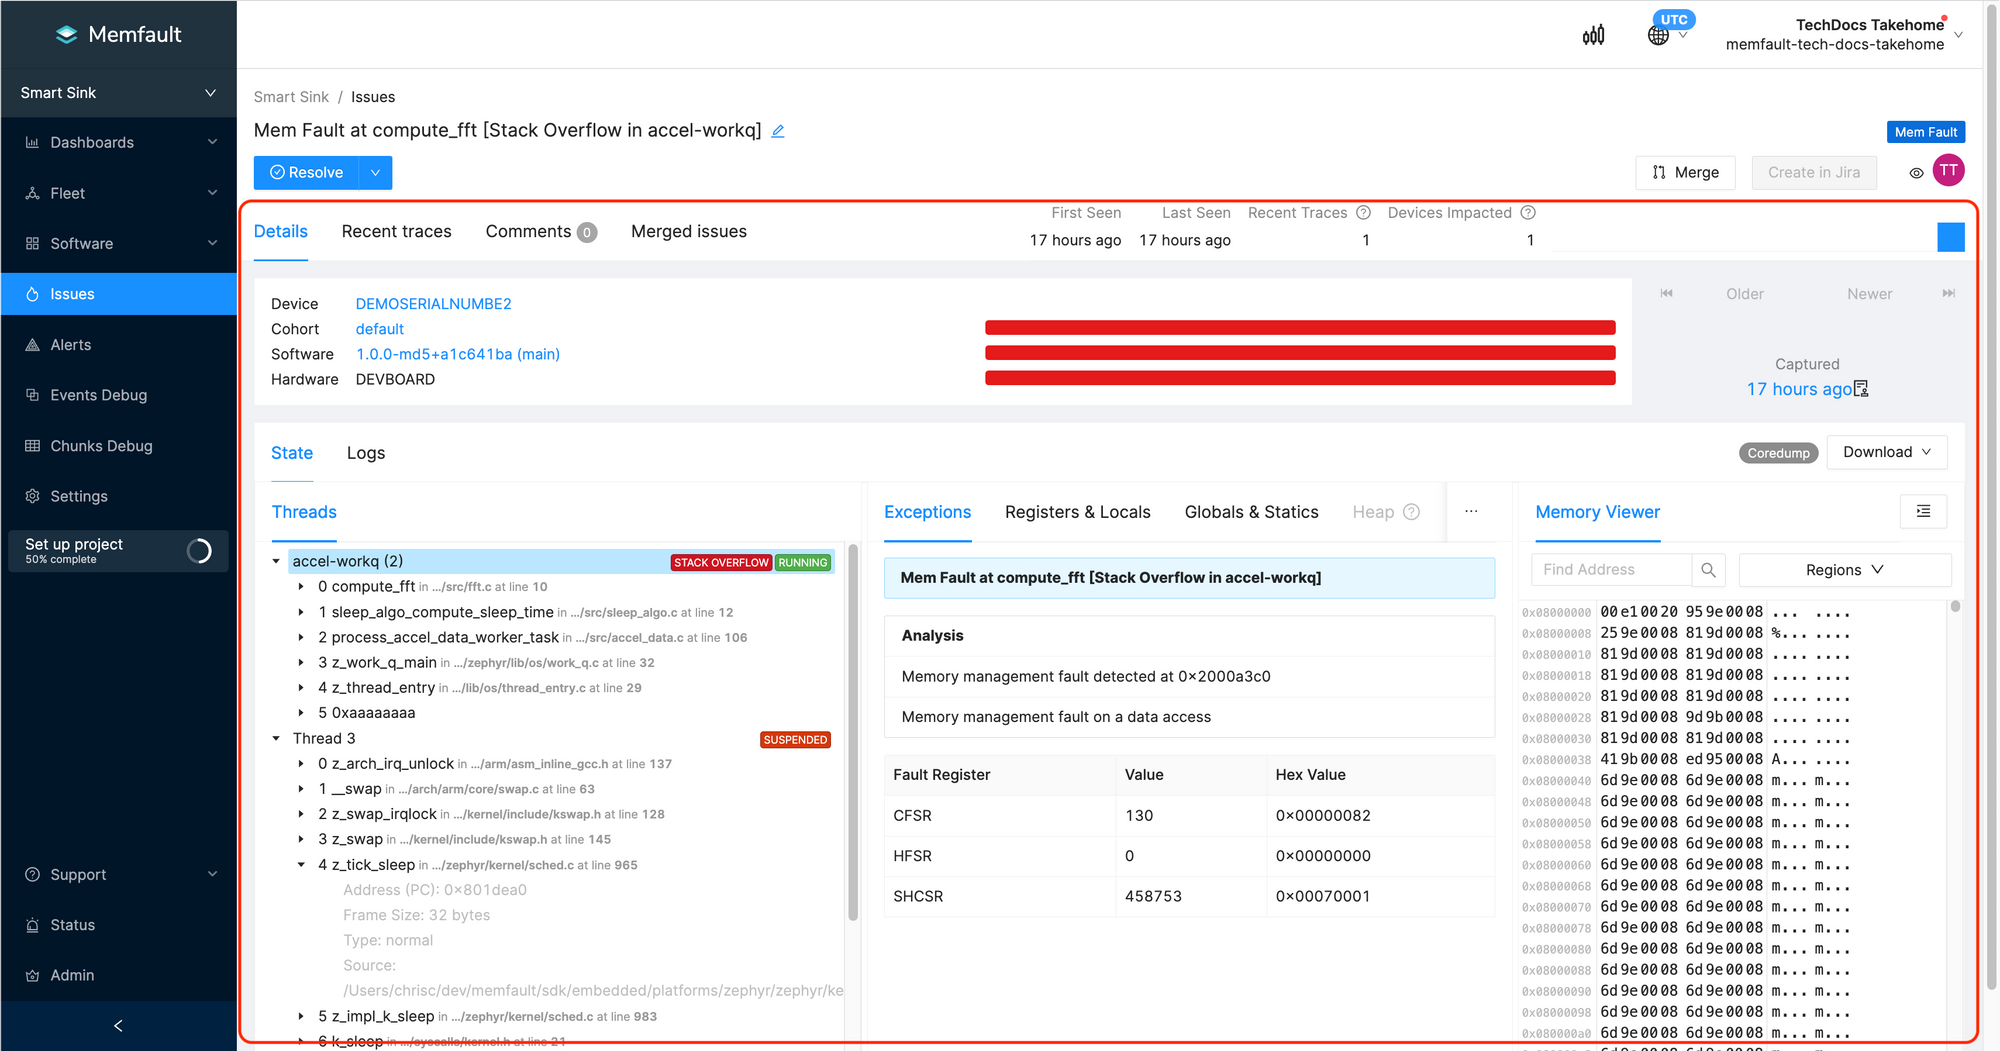 Memfault
UTC
TechDocs Takehome
memfault-tech-docs-takehome
Smart Sink
Dashboards
Fleet
Software
Issues
Alerts
Events Debug
Chunks Debug
Settings
Set up project
50% complete
Support
Status
Admin
Smart Sink / Issues
Mem Fault at compute_fft [Stack Overflow in accel-workq]
Mem Fault
Resolve
Merge
Create in Jira
TT
Details
Recent traces
Comments 0
Merged issues
First Seen
17 hours ago
Last Seen
17 hours ago
Recent Traces
1
Devices Impacted
1
Device DEMOSERIALNUMBE2
Cohort default
Software 1.0.0-md5+a1c641ba (main)
Hardware DEVBOARD
Older
Newer
Captured
17 hours ago
State
Logs
Coredump
Download
Threads
accel-workq (2) STACK OVERFLOW RUNNING
0 compute_fft in .../src/fft.c at line 10
1 sleep_algo_compute_sleep_time in .../src/sleep_algo.c at line 12
2 process_accel_data_worker_task in .../src/accel_data.c at line 106
3 z_work_q_main in .../zephyr/lib/os/work_q.c at line 32
4 z_thread_entry in .../lib/os/thread_entry.c at line 29
5 0xaaaaaaaa
Thread 3 SUSPENDED
0 z_arch_irq_unlock in .../arm/asm_inline_gcc.h at line 137
1 __swap in .../arch/arm/core/swap.c at line 63
2 z_swap_irqlock in .../kernel/include/kswap.h at line 128
3 z_swap in .../kernel/include/kswap.h at line 145
4 z_tick_sleep in .../zephyr/kernel/sched.c at line 965
Address (PC): 0x801dea0
Frame Size: 32 bytes
Type: normal
Source:
/Users/chrisc/dev/memfault/sdk/embedded/platforms/zephyr/zephyr/ke
5 z_impl_k_sleep in .../zephyr/kernel/sched.c at line 983
6 k_sleep in .../syscalls/kernel.h at line 21
Exceptions
Registers & Locals
Globals & Statics
Heap
...
Mem Fault at compute_fft [Stack Overflow in accel-workq]
Analysis
Memory management fault detected at 0x2000a3c0
Memory management fault on a data access
Fault Register Value Hex Value
CFSR 130 0x00000082
HFSR 0 0x00000000
SHCSR 458753 0x00070001
Memory Viewer
Find Address
Regions
0x08000000 00e10020 959e0008 ... ....
0x08000008 259e0008 819d0008 %... ....
0x08000010 819d0008 819d0008 .... ....
0x08000018 819d0008 819d0008 .... ....
0x08000020 819d0008 819d0008 .... ....
0x08000028 819d0008 9d9b0008 .... ....
0x08000030 819d0008 819d0008 .... ....
0x08000038 419b0008 ed950008 A... ....
0x08000040 6d9e0008 6d9e0008 m... m...
0x08000048 6d9e0008 6d9e0008 m... m...
0x08000050 6d9e0008 6d9e0008 m... m...
0x08000058 6d9e0008 6d9e0008 m... m...
0x08000060 6d9e0008 6d9e0008 m... m...
0x08000068 6d9e0008 6d9e0008 m... m...
0x08000070 6d9e0008 6d9e0008 m... m...
0x08000078 6d9e0008 6d9e0008 m... m...
0x08000080 6d9e0008 6d9e0008 m... m...
0x08000088 6d9e0008 6d9e0008 m... m...
0x08000090 6d9e0008 6d9e0008 m... m...
0x08000098 6d9e0008 6d9e0008 m... m...
0x080000a0 6d9e0008 6d9e0008 m... m...